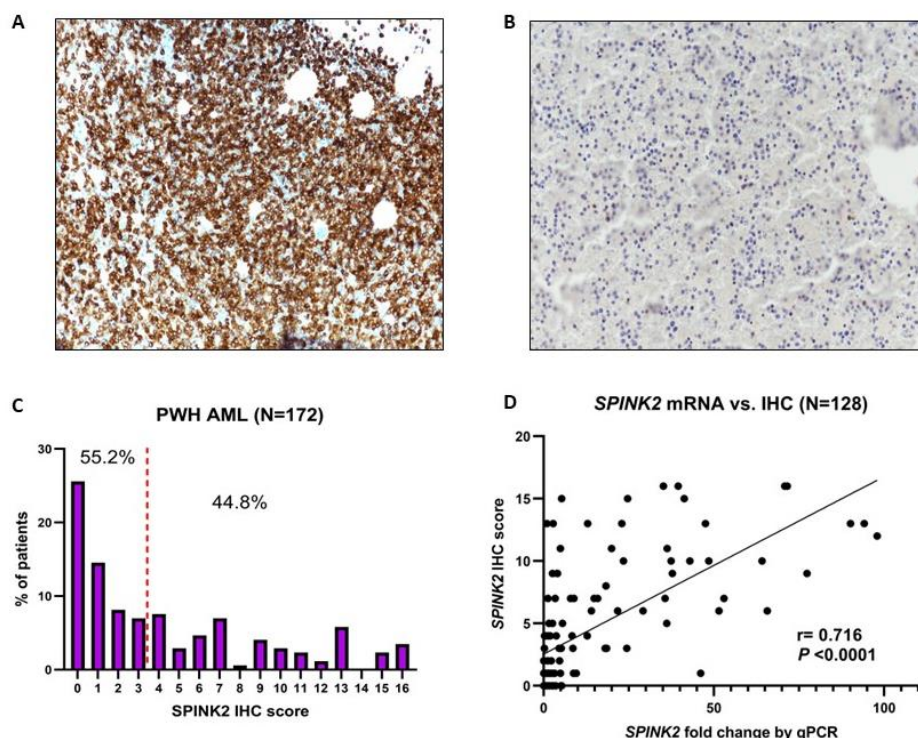 A
B
C
PWH AML (N=172)
30
20
10
0
% of patients
55.2%
44.8%
0 1 2 3 4 5 6 7 8 9 10 11 12 13 14 15 16
SPINK2 IHC score
D
SPINK2 mRNA vs. IHC (N=128)
20
15
10
5
0
SPINK2 IHC score
r= 0.716
P <0.0001
0 50 100
SPINK2 fold change by qPCR